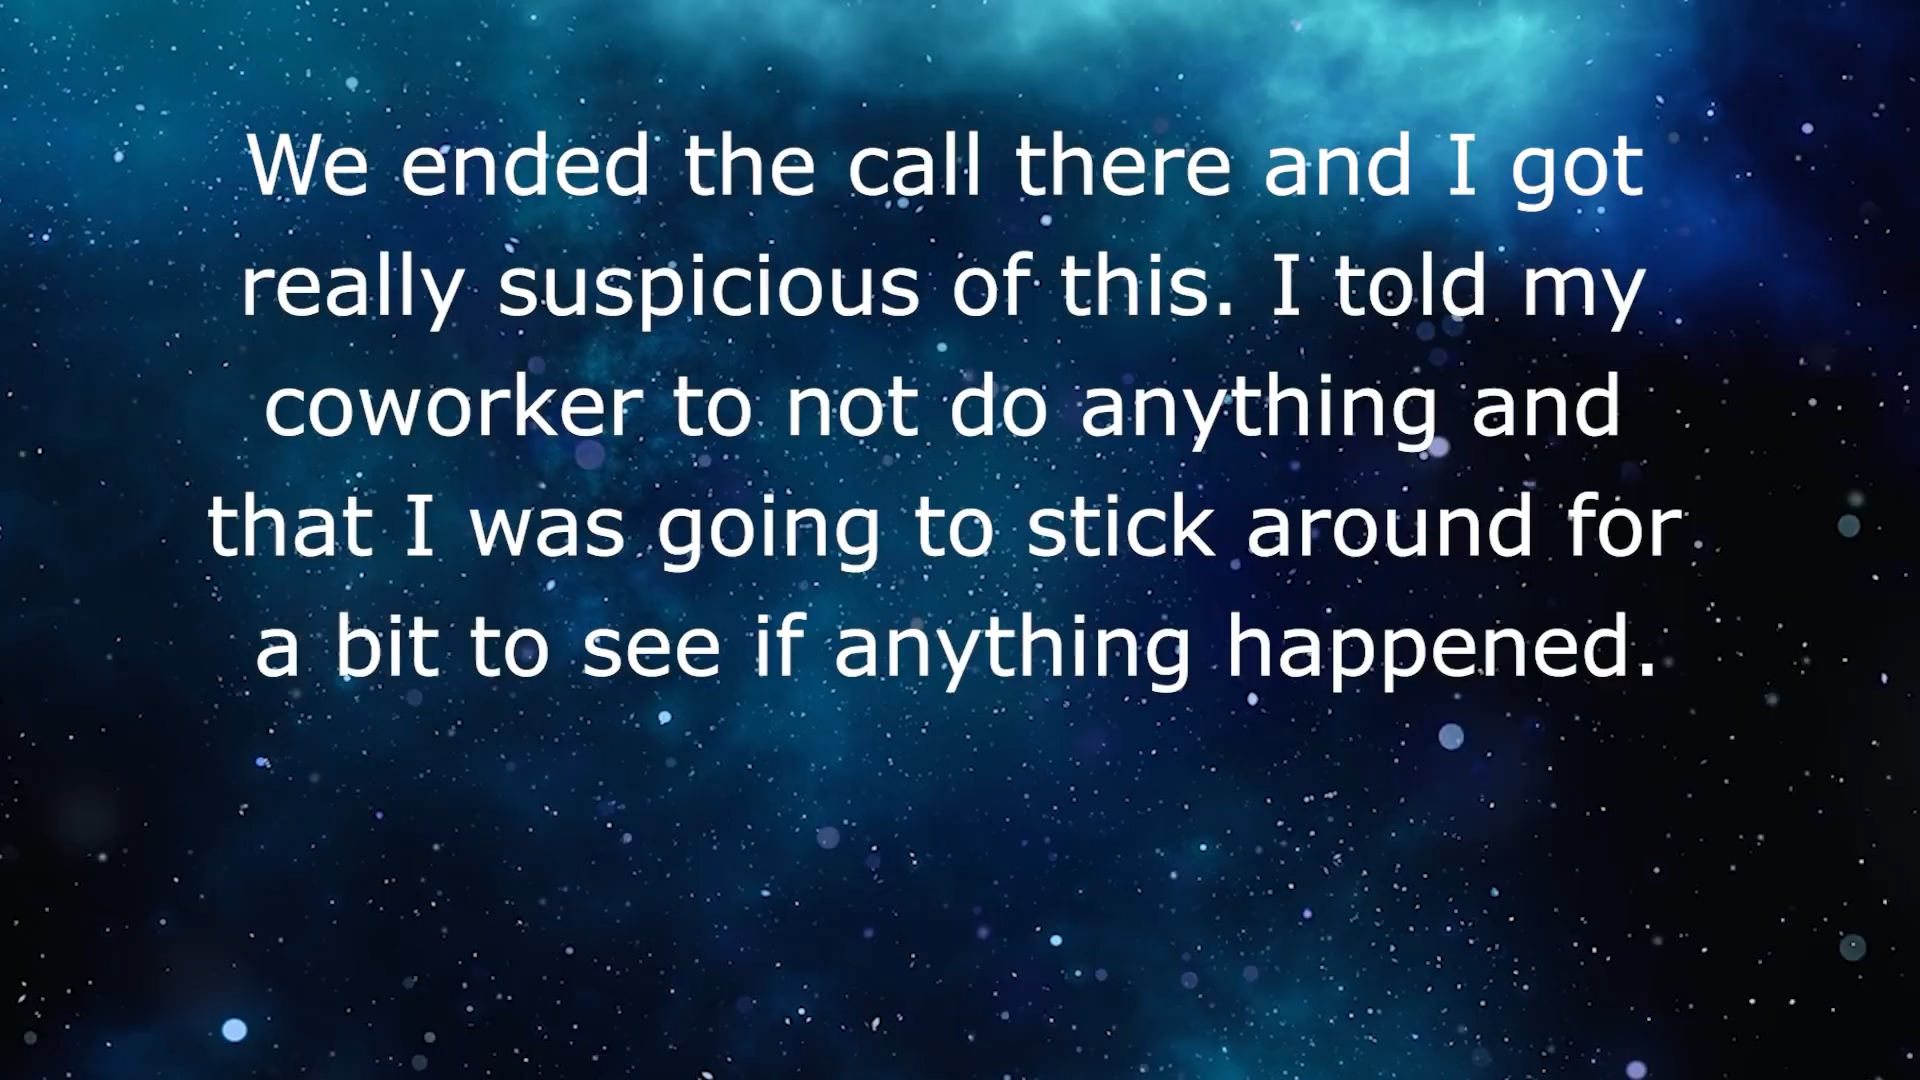 We ended the call there and I got
really suspicious of this. I told my
coworker to not do anything and
that I was going to stick around for
a bit to see if anything happened.